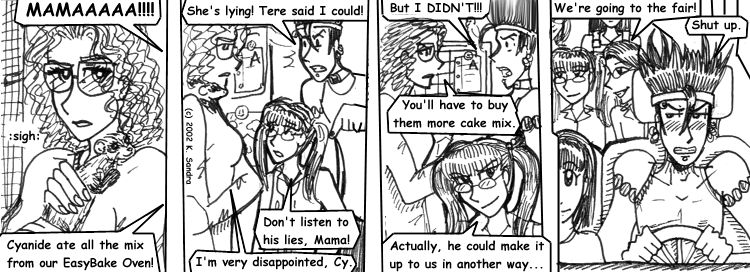 MAMAAAAA!!!!
:sigh:
Cyanide ate all the mix
from our EasyBake Oven!
She's lying! Tere said I could!
A
(c) 2002 K. Sandra
Don't listen to
his lies, Mama!
I'm very disappointed, Cy.
But I DIDN'T!!!
A
You'll have to buy
them more cake mix.
Actually, he could make it
up to us in another way...
We're going to the fair!
Shut up.